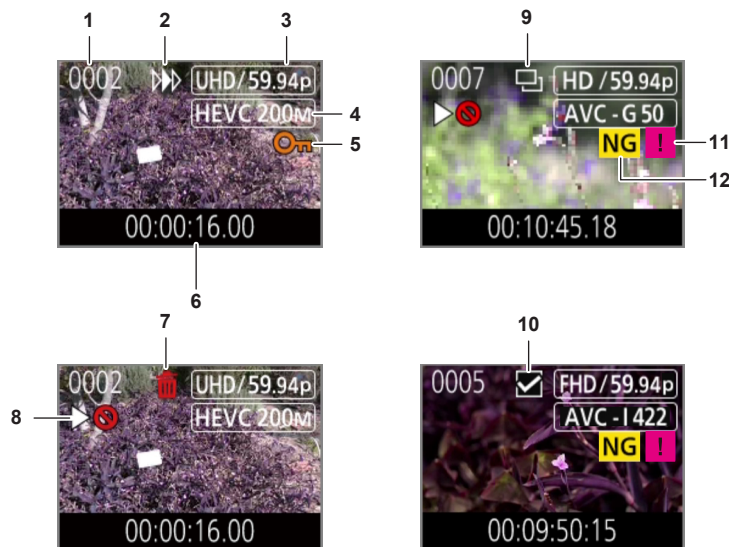 1 2 3
0002 UHD/59.94p
HEVC 200M 4
5
00:00:16.00
6
9
0007 HD/59.94p
AVC-G 50
NG ! 11
12
00:10:45.18
7
0002 UHD/59.94p
8 HEVC 200M
00:00:16.00
10
0005 FHD/59.94p
AVC-I 422
NG !
00:09:50:15